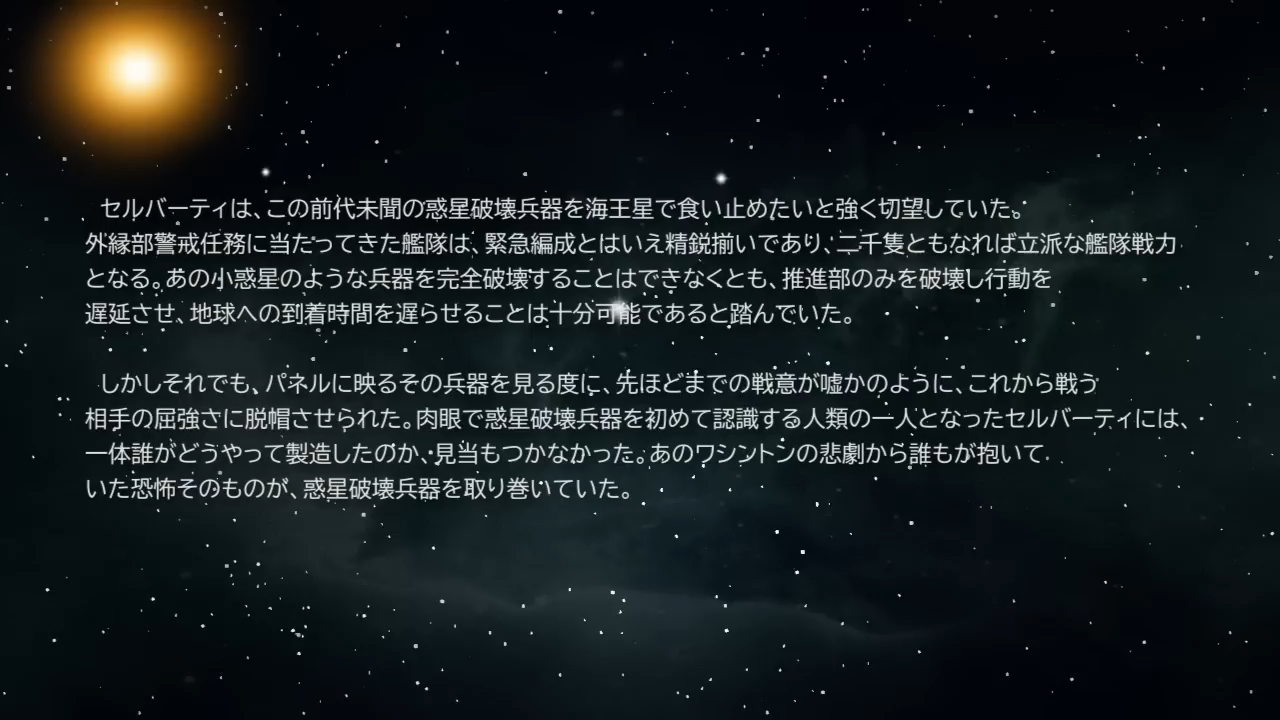 セルバーティは、この前代未聞の惑星破壊兵器を海王星で食い止めたいと強く切望していた。
外縁部警戒任務に当たってきた艦隊は、緊急編成とはいえ精鋭揃いであり、二千隻ともなれば立派な艦隊戦力
となる。あの小惑星のような兵器を完全破壊することはできなくとも、推進部のみを破壊し行動を
遅延させ、地球への到着時間を遅らせることは十分可能であると踏んでいた。
しかしそれでも、パネルに映るその兵器を見る度に、先ほどまでの戦意が嘘かのように、これから戦う
相手の屈強さに脱帽させられた。肉眼で惑星破壊兵器を初めて認識する人類の一人となったセルバーティには、
一体誰がどうやって製造したのか、見当もつかなかった。あのワシントンの悲劇から誰もが抱いて
いた恐怖そのものが、惑星破壊兵器を取り巻いていた。